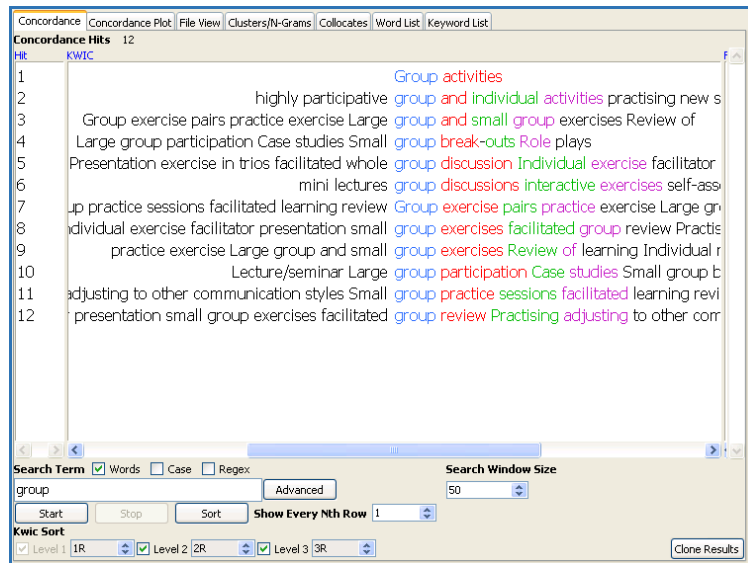 Concordance Concordance Plot File View Clusters/N-Grams Collocates Word List Keyword List
Concordance Hits 12
Hit KWIC F
1 Group activities
2 highly participative group and individual activities practising new s
3 Group exercise pairs practice exercise Large group and small group exercises Review of
4 Large group participation Case studies Small group break-outs Role plays
5 Presentation exercise in trios facilitated whole group discussion Individual exercise facilitator
6 mini lectures group discussions interactive exercises self-ass
7 up practice sessions facilitated learning review Group exercise pairs practice exercise Large gr
8 ndividual exercise facilitator presentation small group exercises facilitated group review Practis
9 practice exercise Large group and small group exercises Review of learning Individual r
10 Lecture/seminar Large group participation Case studies Small group b
11 adjusting to other communication styles Small group practice sessions facilitated learning revi
12 r presentation small group exercises facilitated group review Practising adjusting to other com
Search Term Words Case Regex Search Window Size
group Advanced 50
Start Stop Sort Show Every Nth Row 1
Kwic Sort
Level 1 1R Level 2 2R Level 3 3R Clone Results